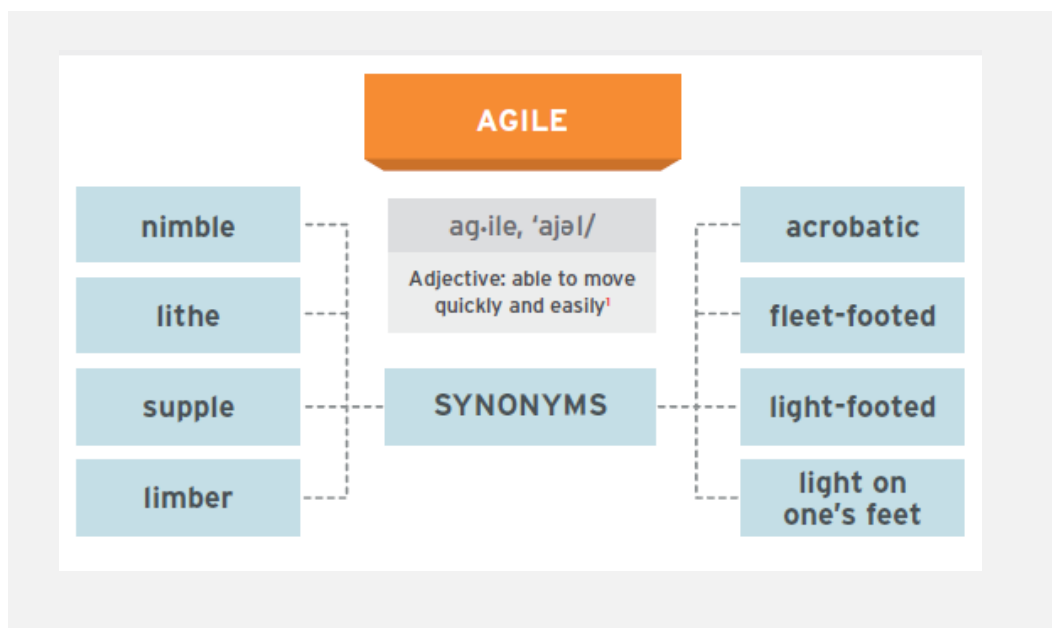 AGILE
nimble
lithe
supple
limber
ag•ile, ‘ajəl/
Adjective: able to move
quickly and easily¹
SYNONYMS
acrobatic
fleet-footed
light-footed
light on
one’s feet